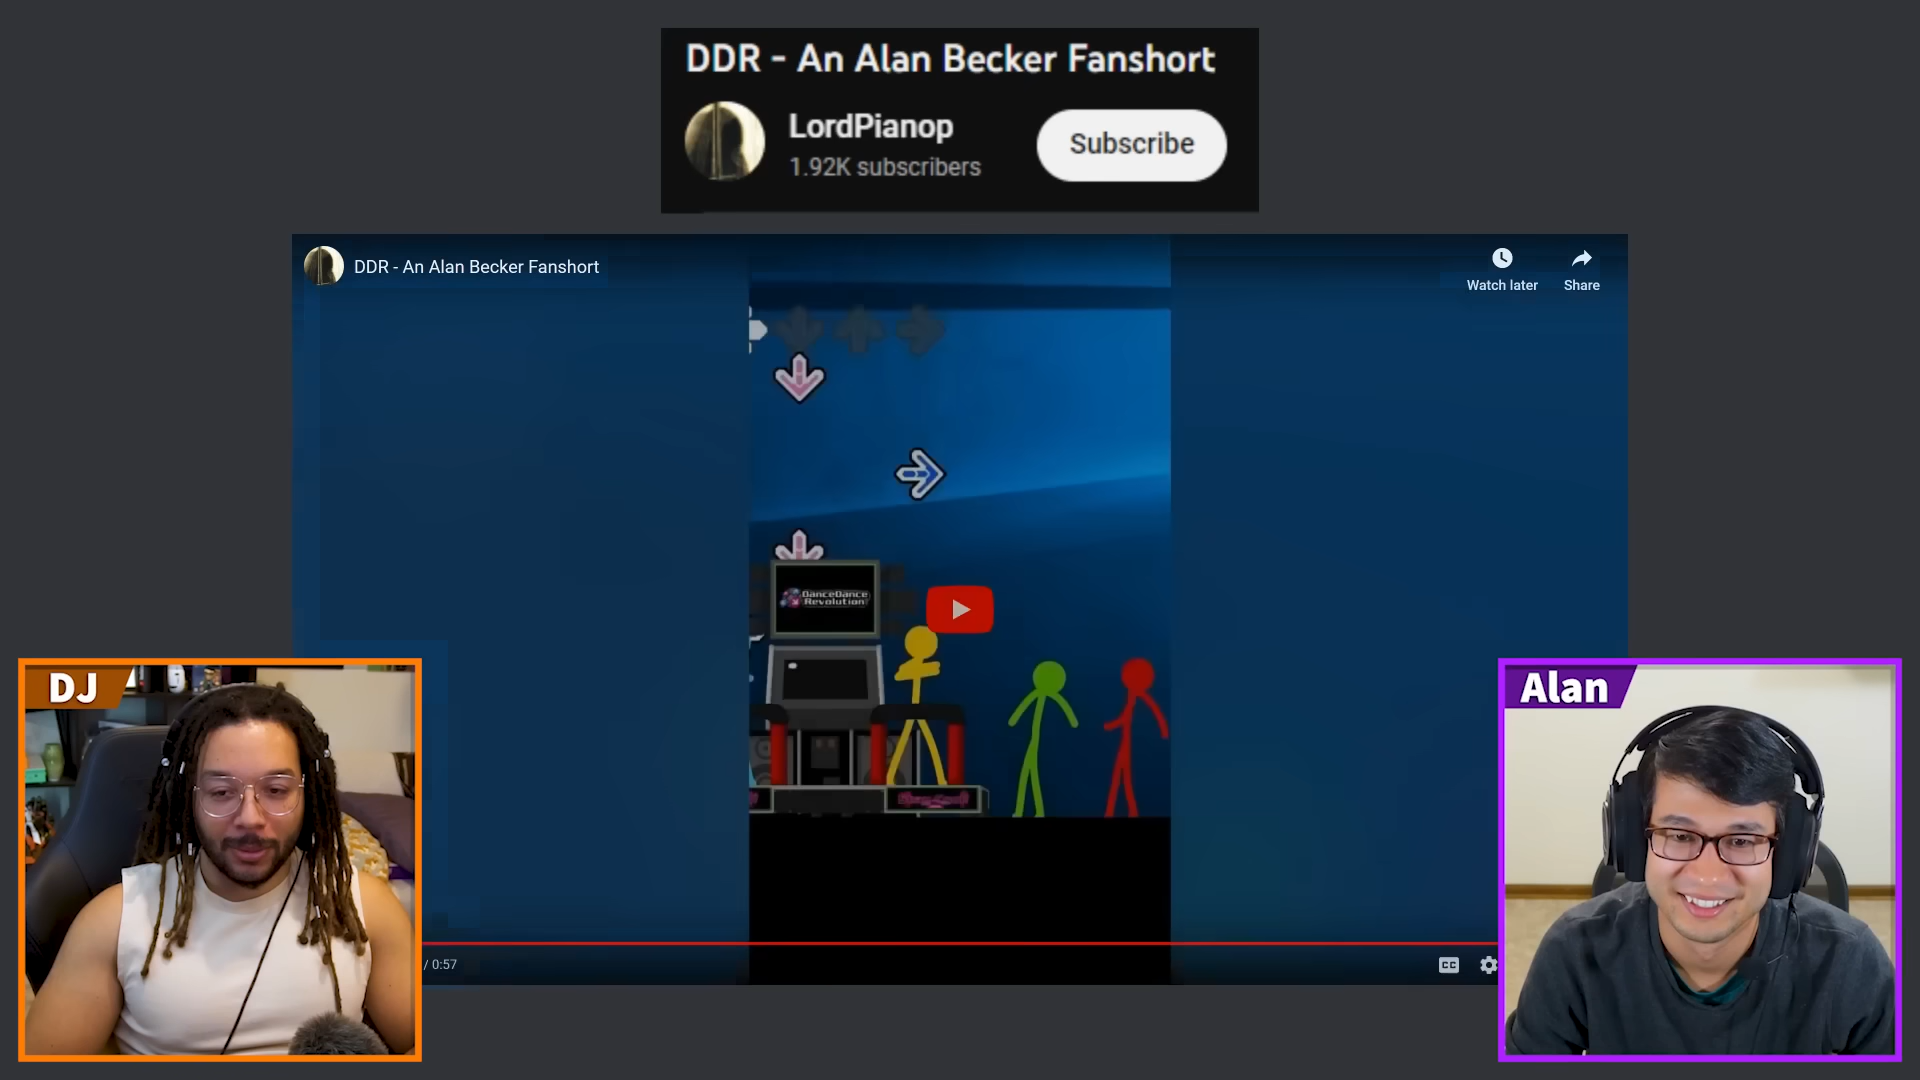 DDR - An Alan Becker Fanshort
LordPianop
1.92K subscribers
Subscribe
DDR - An Alan Becker Fanshort
Watch later
Share
DanceDance
Revolution
DJ
Alan
/ 0:57
CC